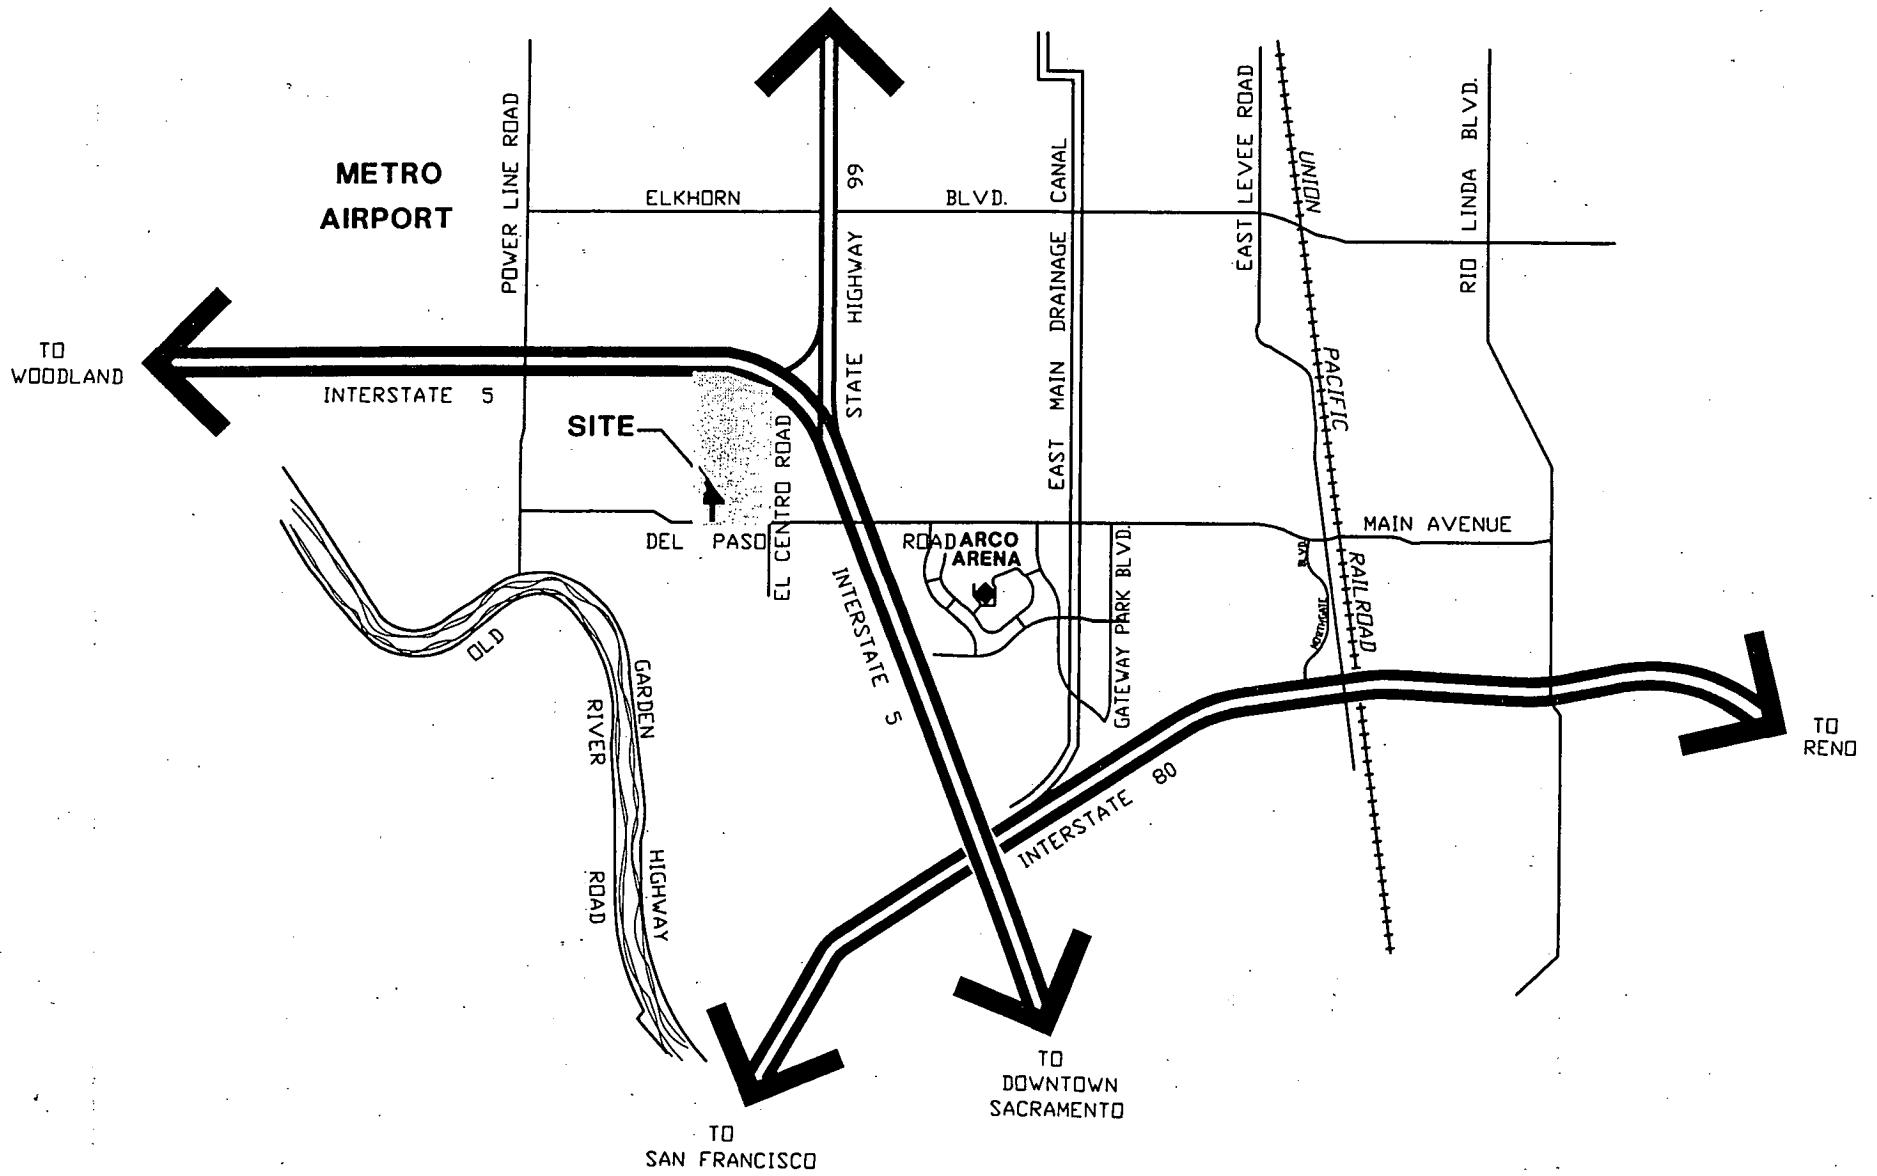 METRO
AIRPORT
POWER LINE ROAD
ELKHORN BLVD.
STATE HIGHWAY 99
EAST MAIN DRAINAGE CANAL
EAST LEVEE ROAD
UNION PACIFIC RAILROAD
RIO LINDA BLVD.
TO
WOODLAND
INTERSTATE 5
SITE
EL CENTRO ROAD
DEL PASO ROAD
MAIN AVENUE
ARCO
ARENA
GATEWAY PARK BLVD.
NORTHGATE BLVD.
INTERSTATE 5
OLD RIVER ROAD
GARDEN HIGHWAY
INTERSTATE 80
TO
RENO
TO
DOWNTOWN
SACRAMENTO
TO
SAN FRANCISCO